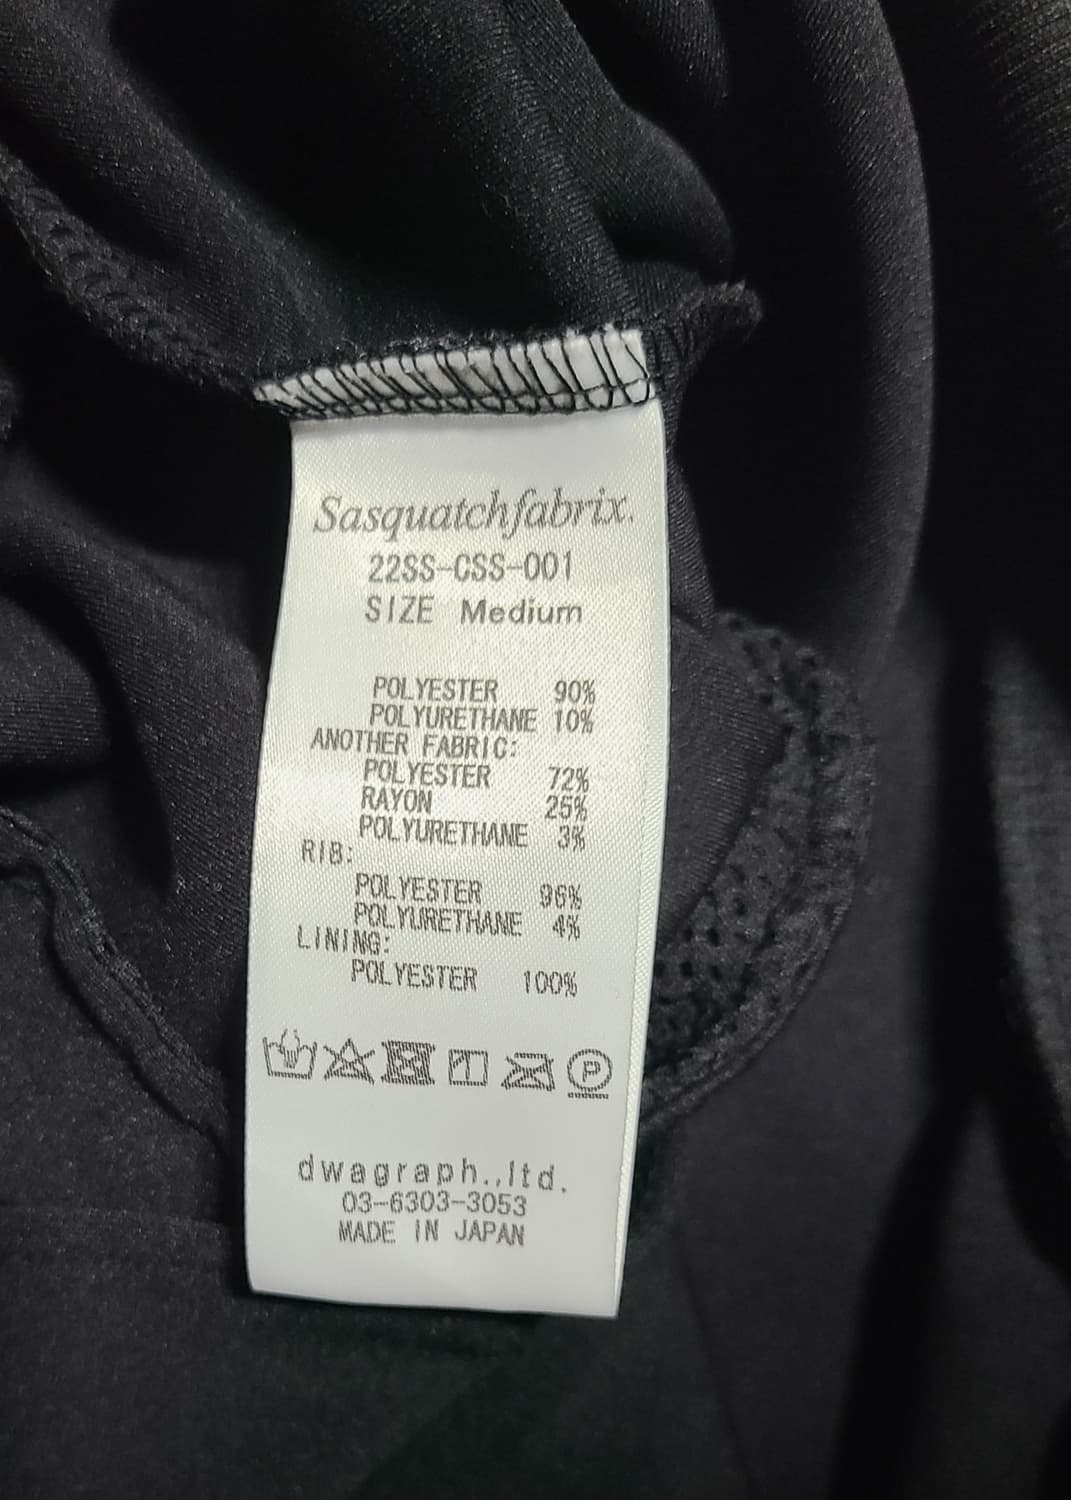 Sasquatchfabrix.
22SS-CSS-001
SIZE Medium
POLYESTER 90%
POLYURETHANE 10%
ANOTHER FABRIC:
POLYESTER 72%
RAYON 25%
POLYURETHANE 3%
RIB:
POLYESTER 96%
POLYURETHANE 4%
LINING:
POLYESTER 100%
P
dwagraph.,ltd.
03-6303-3053
MADE IN JAPAN